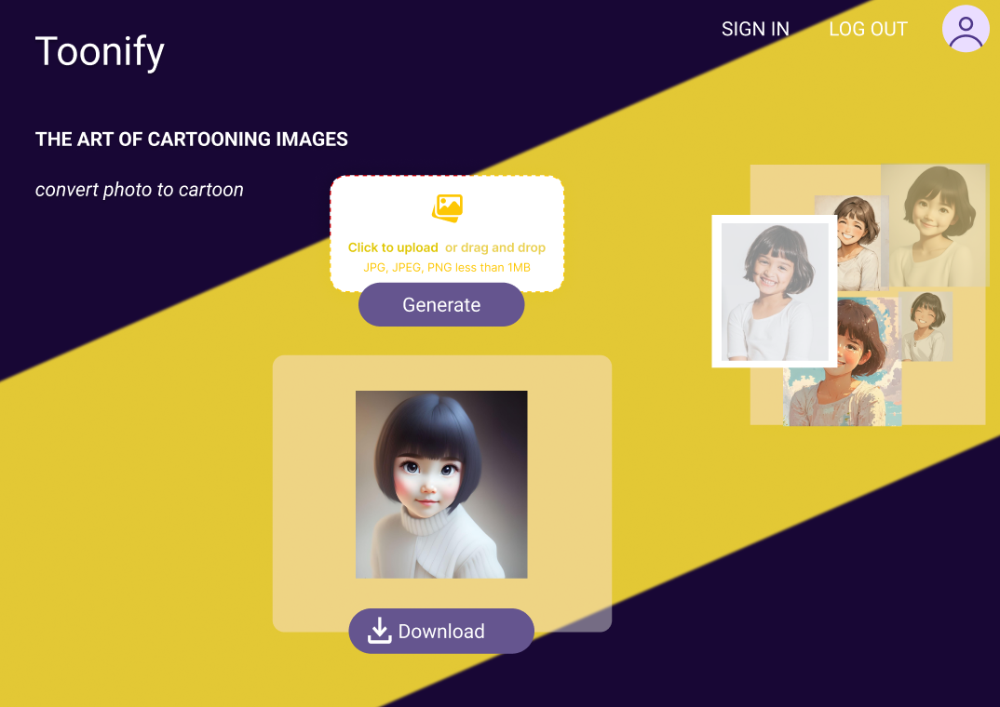 SIGN IN LOG OUT
Toonify
THE ART OF CARTOONING IMAGES
convert photo to cartoon
Click to upload or drag and drop
JPG, JPEG, PNG less than 1MB
Generate
Download